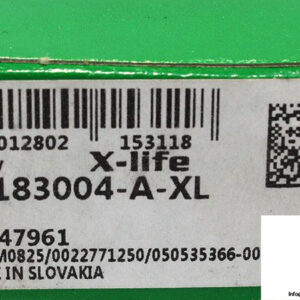 012802 153118
X-life
183004-A-XL
47961
M0825/0022771250/050535366-00
IN SLOVAKIA